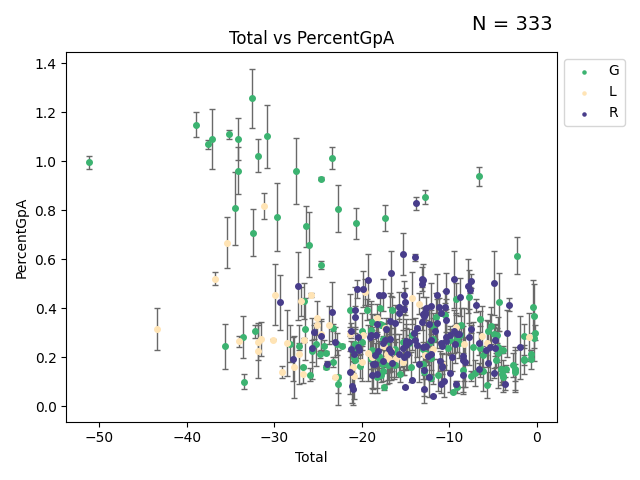 N = 333
Total vs PercentGpA
G
L
R
PercentGpA
1.4
1.2
1.0
0.8
0.6
0.4
0.2
0.0
−50 −40 −30 −20 −10 0
Total